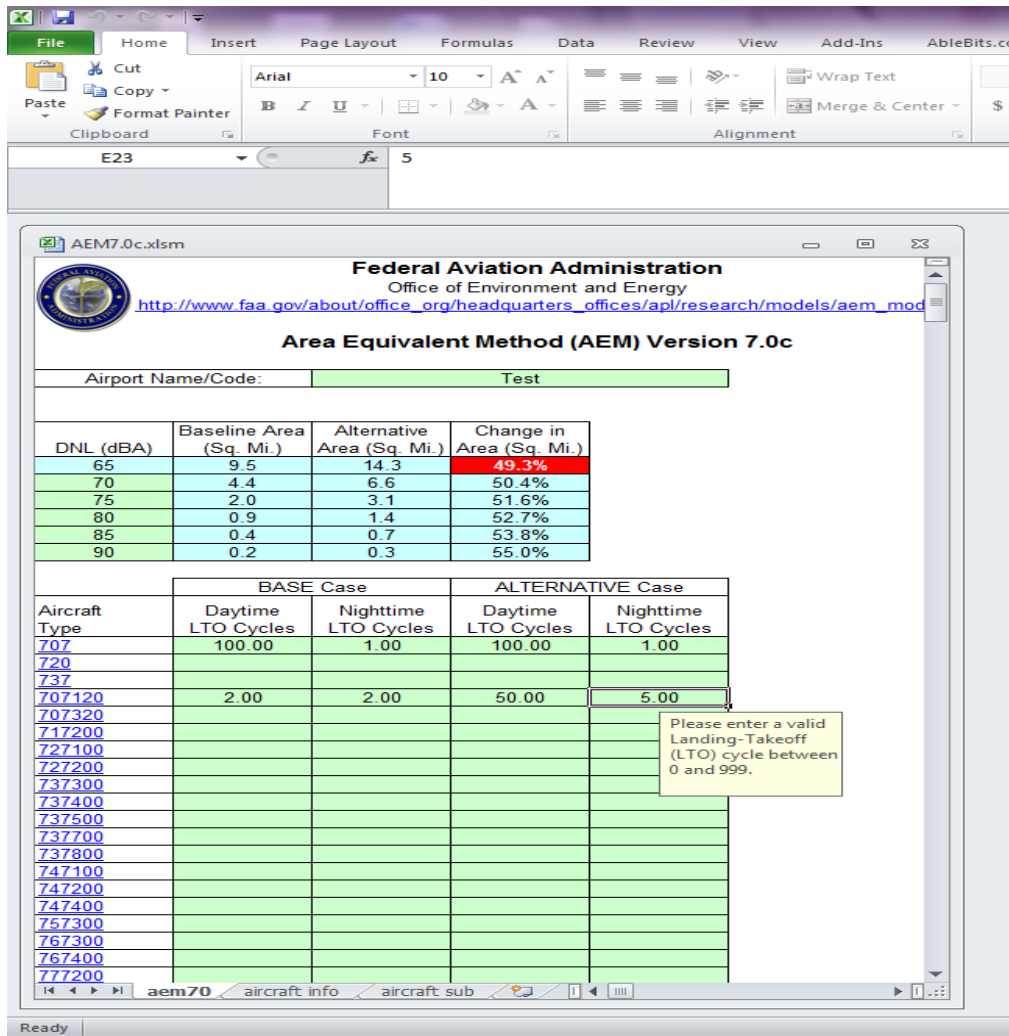 File Home Insert Page Layout Formulas Data Review View Add-Ins AbleBits.c
Cut
Copy
Format Painter
Paste
Arial 10
B I U A
Wrap Text
Merge & Center $
Clipboard Font Alignment
E23 fx 5
AEM7.0c.xlsm
Federal Aviation Administration
Office of Environment and Energy
http://www.faa.gov/about/office_org/headquarters_offices/apl/research/models/aem_mod
Area Equivalent Method (AEM) Version 7.0c
Airport Name/Code: Test
DNL (dBA) Baseline Area (Sq. Mi.) Alternative Area (Sq. Mi.) Change in Area (Sq. Mi.)
65 9.5 14.3 49.3%
70 4.4 6.6 50.4%
75 2.0 3.1 51.6%
80 0.9 1.4 52.7%
85 0.4 0.7 53.8%
90 0.2 0.3 55.0%
BASE Case ALTERNATIVE Case
Aircraft Type Daytime LTO Cycles Nighttime LTO Cycles Daytime LTO Cycles Nighttime LTO Cycles
707 100.00 1.00 100.00 1.00
720
737
707120 2.00 2.00 50.00 5.00
707320
717200
727100
727200
737300
737400
737500
737700
737800
747100
747200
747400
757300
767300
767400
777200
Please enter a valid
Landing-Takeoff
(LTO) cycle between
0 and 999.
aem70 aircraft info aircraft sub
Ready